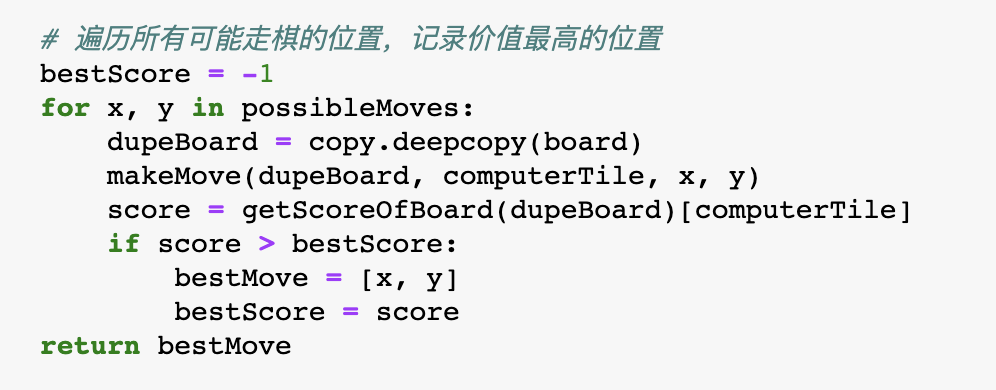 # 遍历所有可能走棋的位置, 记录价值最高的位置
bestScore = -1
for x, y in possibleMoves:
    dupeBoard = copy.deepcopy(board)
    makeMove(dupeBoard, computerTile, x, y)
    score = getScoreOfBoard(dupeBoard)[computerTile]
    if score > bestScore:
        bestMove = [x, y]
        bestScore = score
return bestMove